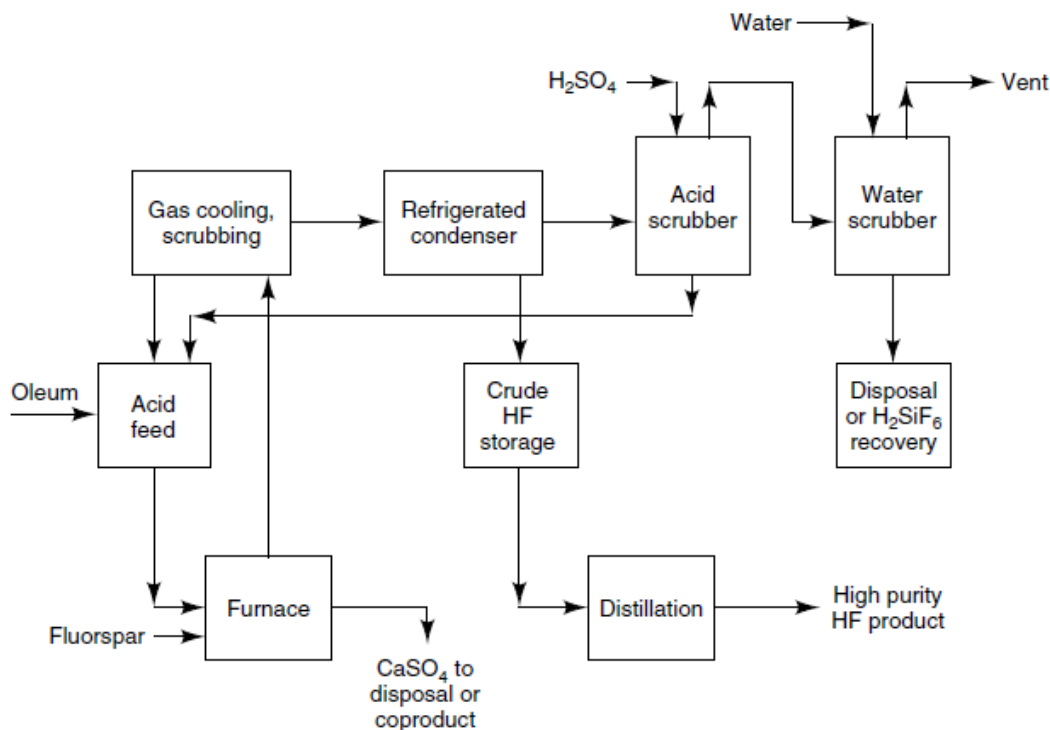 Water
H₂SO₄
Vent
Gas cooling,
scrubbing
Refrigerated
condenser
Acid
scrubber
Water
scrubber
Oleum
Acid
feed
Crude
HF
storage
Disposal
or H₂SiF₆
recovery
Fluorspar
Furnace
Distillation
High purity
HF product
CaSO₄ to
disposal or
coproduct